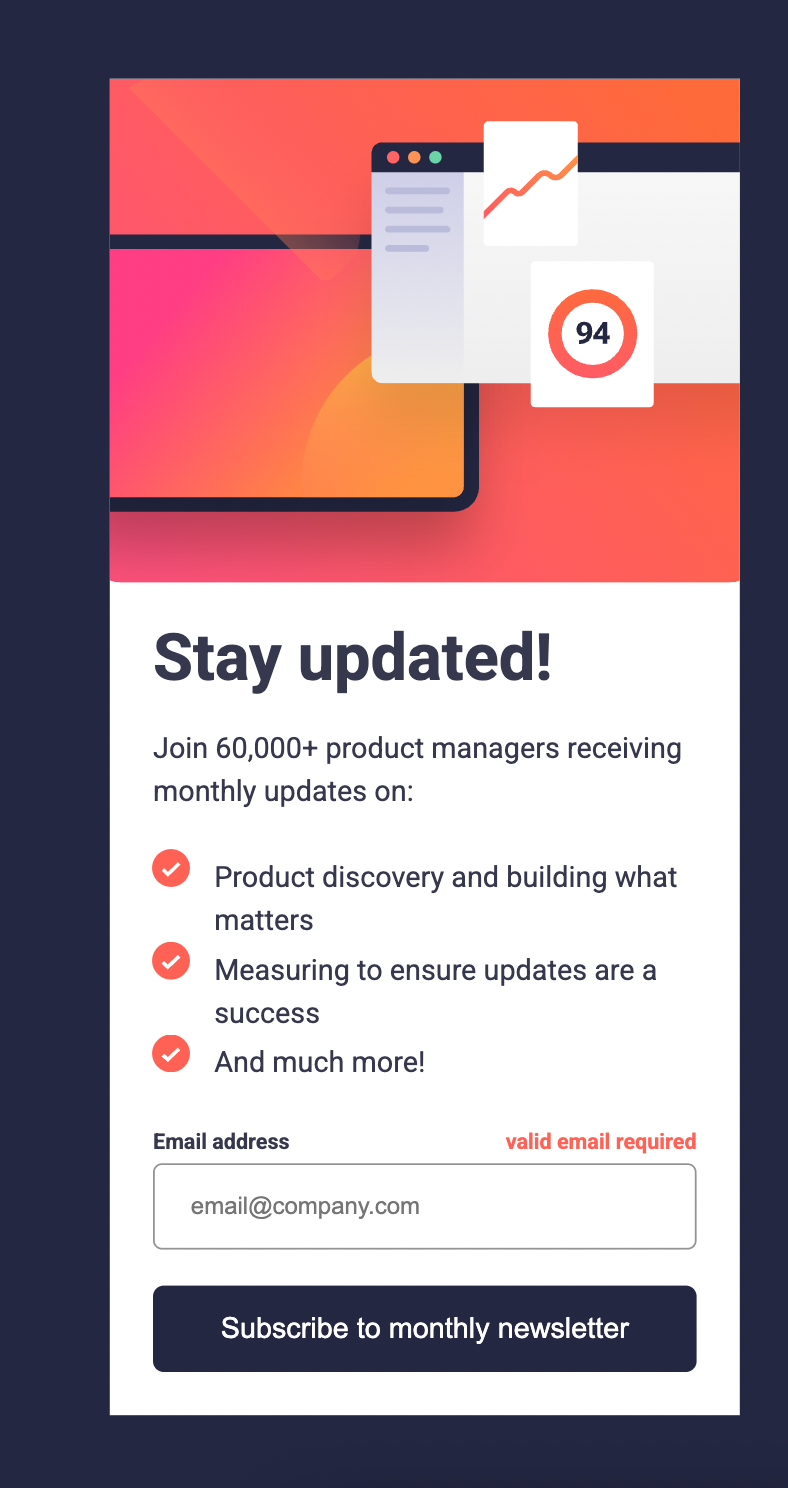 94
Stay updated!
Join 60,000+ product managers receiving
monthly updates on:
Product discovery and building what
matters
Measuring to ensure updates are a
success
And much more!
Email address valid email required
email@company.com
Subscribe to monthly newsletter